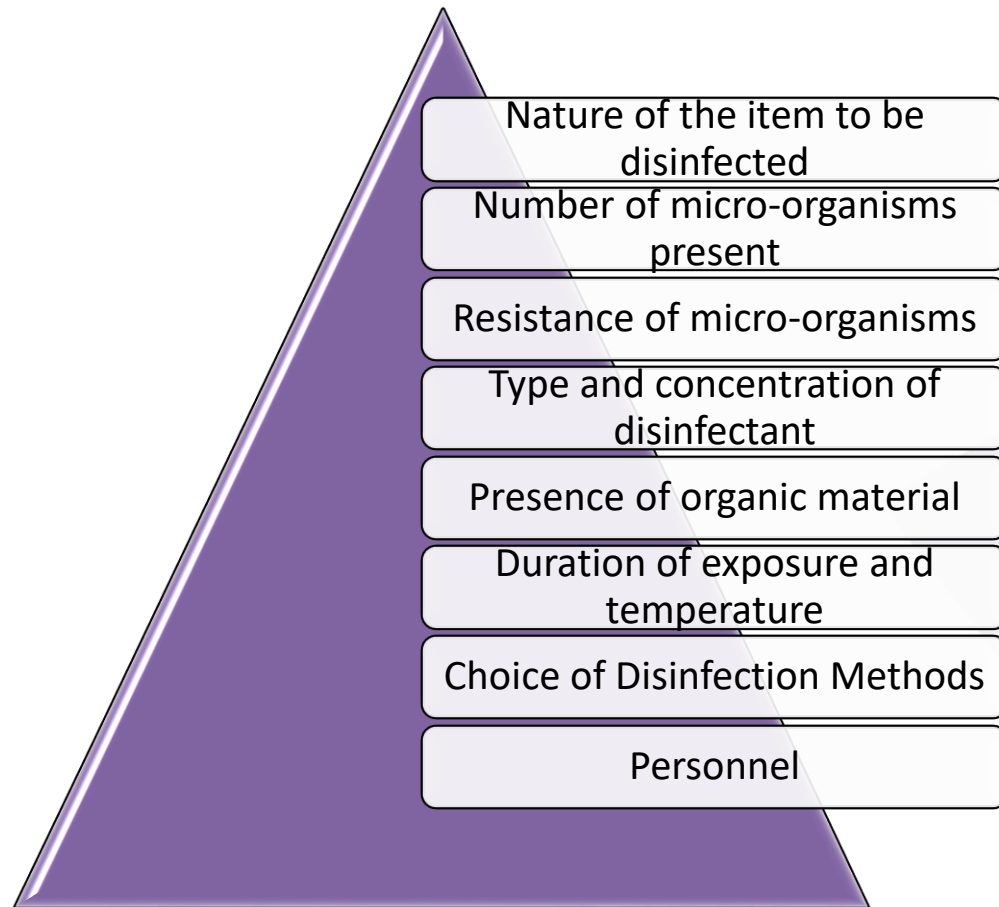 Nature of the item to be
disinfected
Number of micro-organisms
present
Resistance of micro-organisms
Type and concentration of
disinfectant
Presence of organic material
Duration of exposure and
temperature
Choice of Disinfection Methods
Personnel